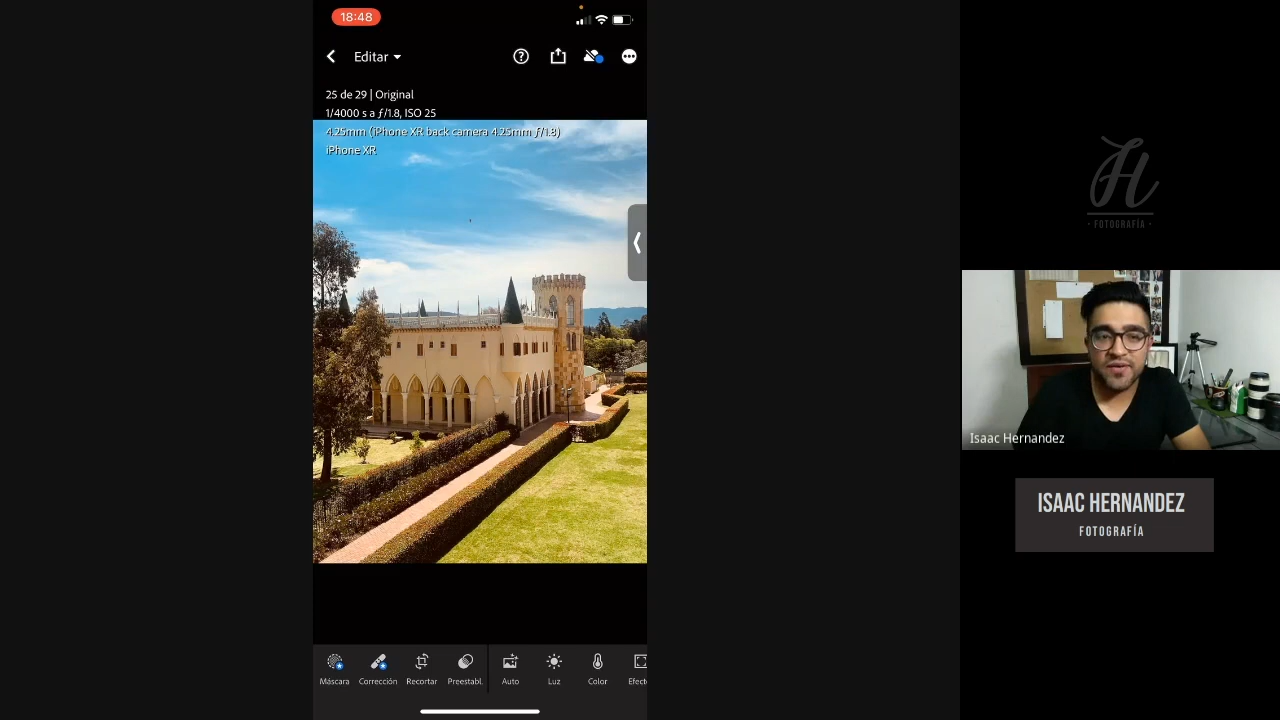 18:48
Editar
25 de 29 | Original
1/4000 s a ƒ/1.8, ISO 25
4.25mm (iPhone XR back camera 4.25mm ƒ/1.8)
iPhone XR
Máscara
Corrección
Recortar
Preestabl.
Auto
Luz
Color
Efect
H
· FOTOGRAFÍA ·
Isaac Hernandez
ISAAC HERNANDEZ
FOTOGRAFÍA